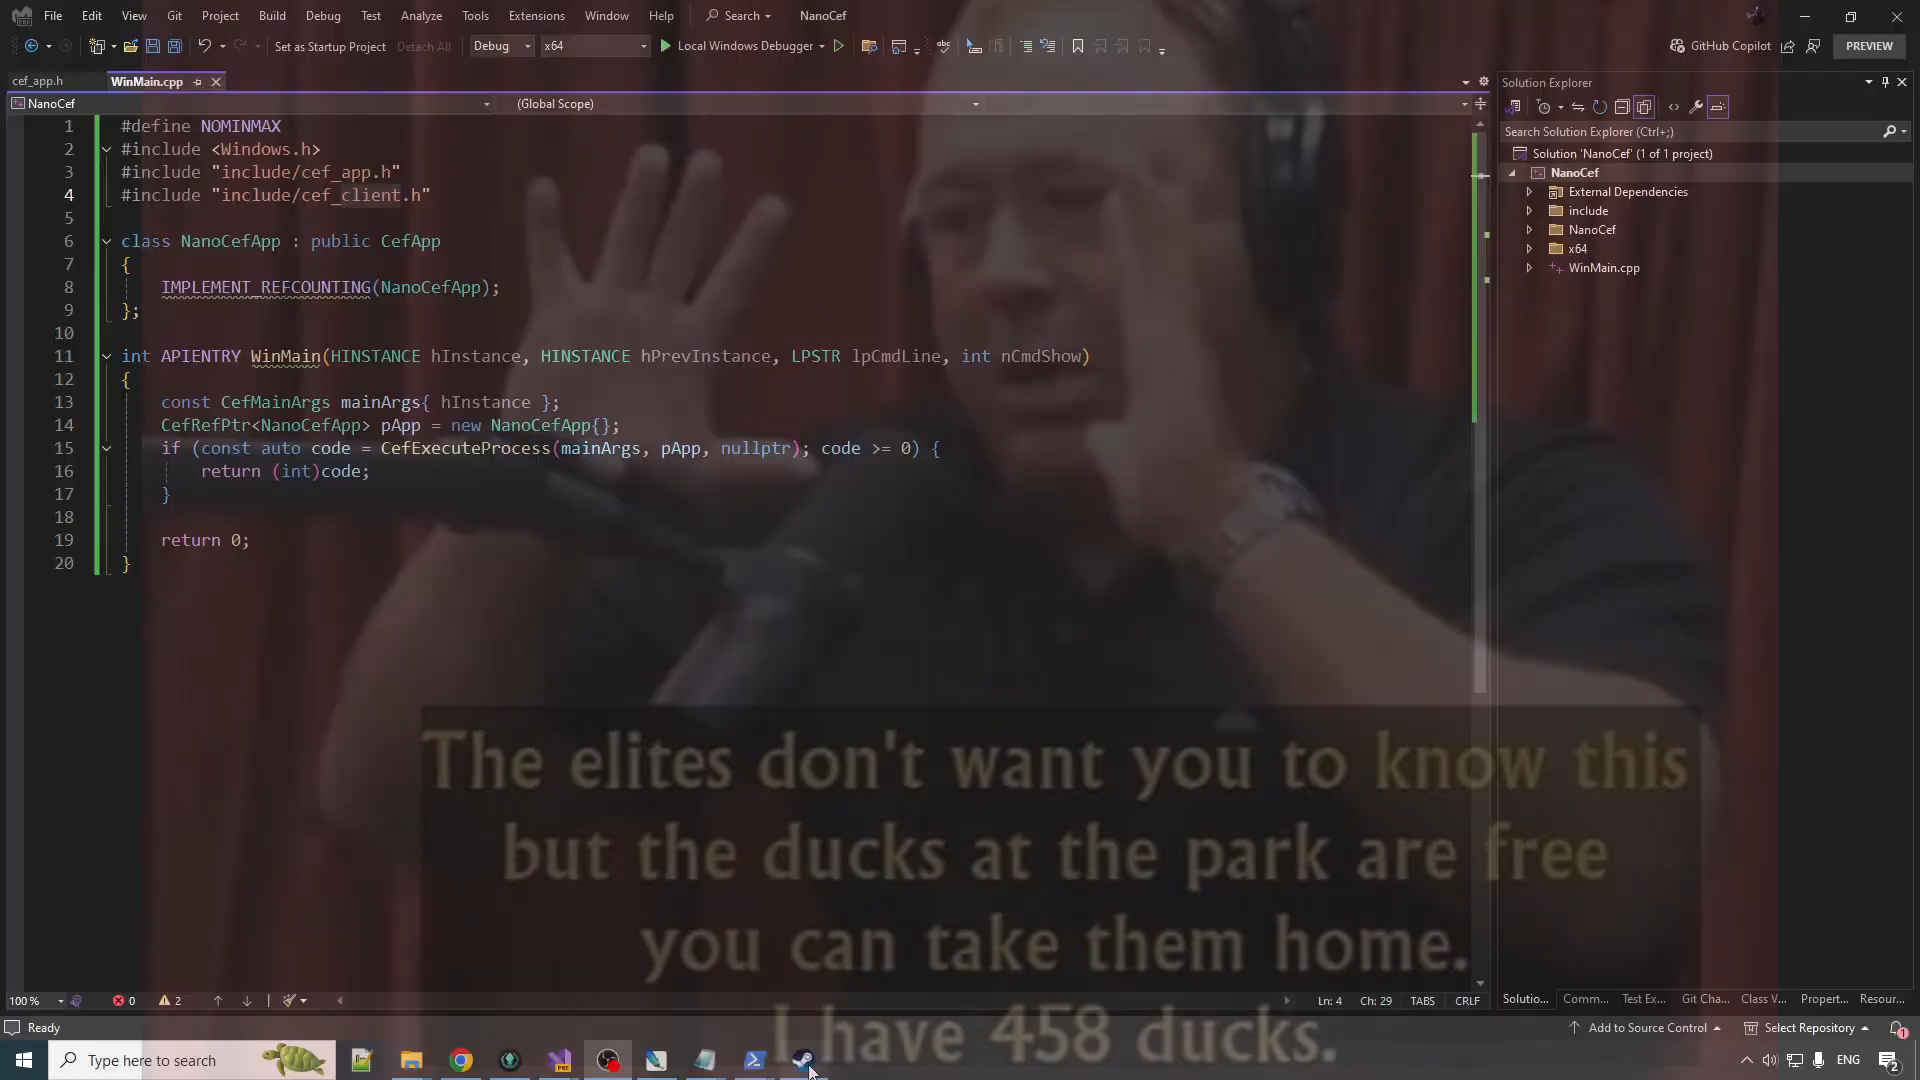 File Edit View Git Project Build Debug Test Analyze Tools Extensions Window Help Search NanoCef
Set as Startup Project Detach All Debug x64 Local Windows Debugger GitHub Copilot PREVIEW
cef_app.h WinMain.cpp
NanoCef (Global Scope)
1 #define NOMINMAX
2 #include <Windows.h>
3 #include "include/cef_app.h"
4 #include "include/cef_client.h"
5
6 class NanoCefApp : public CefApp
7 {
8 IMPLEMENT_REFCOUNTING(NanoCefApp);
9 };
10
11 int APIENTRY WinMain(HINSTANCE hInstance, HINSTANCE hPrevInstance, LPSTR lpCmdLine, int nCmdShow)
12 {
13 const CefMainArgs mainArgs{ hInstance };
14 CefRefPtr<NanoCefApp> pApp = new NanoCefApp{};
15 if (const auto code = CefExecuteProcess(mainArgs, pApp, nullptr); code >= 0) {
16 return (int)code;
17 }
18
19 return 0;
20 }
Solution Explorer
Search Solution Explorer (Ctrl+;)
Solution 'NanoCef' (1 of 1 project)
NanoCef
External Dependencies
include
NanoCef
x64
WinMain.cpp
The elites don't want you to know this
but the ducks at the park are free
you can take them home.
I have 458 ducks.
100 % 0 2 Ln: 4 Ch: 29 TABS CRLF
Solutio... Comm... Test Ex... Git Cha... Class V... Propert... Resour...
Ready Add to Source Control Select Repository 1
Type here to search PRE ENG 2